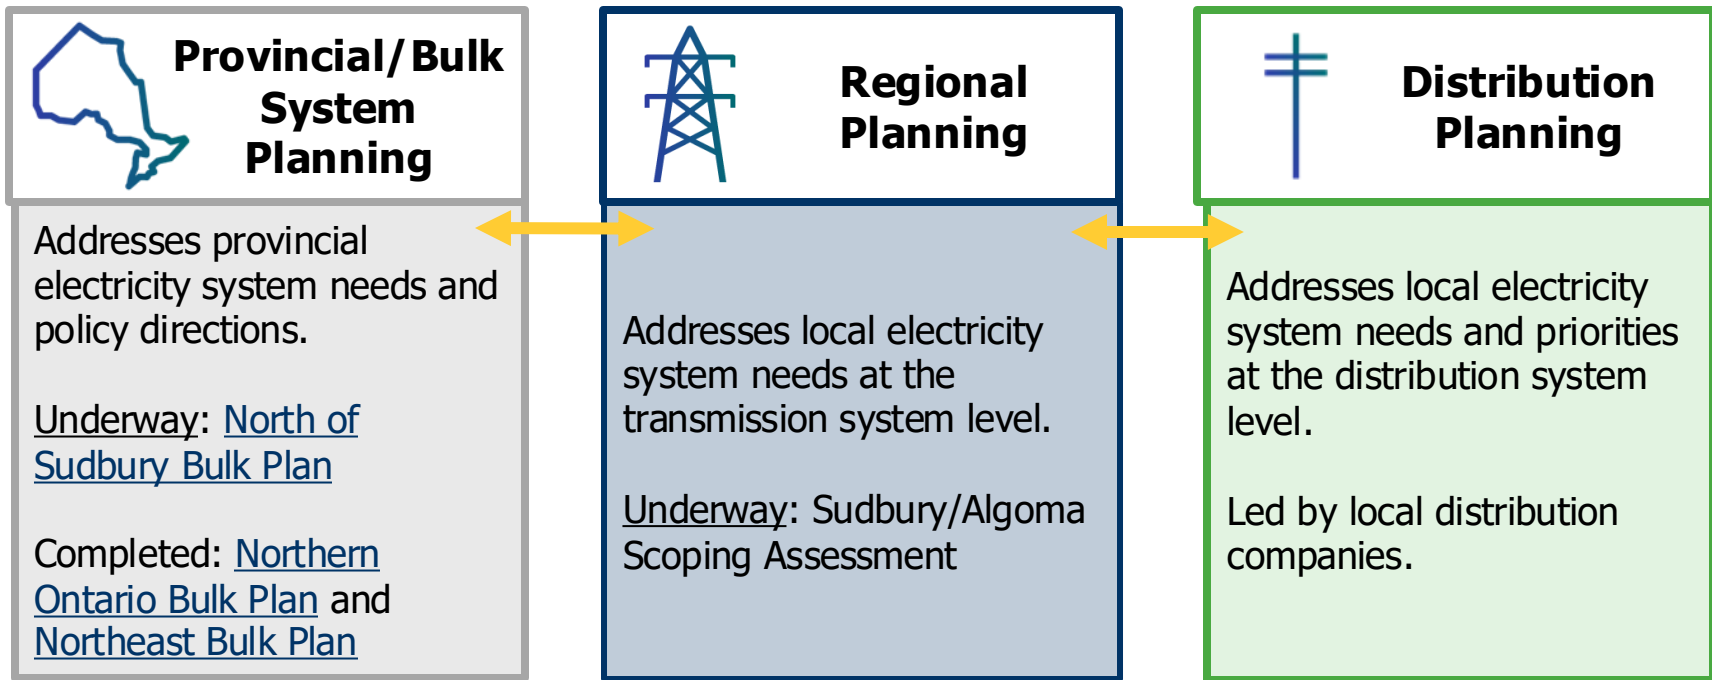 Provincial/Bulk
System
Planning
Addresses provincial
electricity system needs and
policy directions.
Underway: North of
Sudbury Bulk Plan
Completed: Northern
Ontario Bulk Plan and
Northeast Bulk Plan
Regional
Planning
Addresses local electricity
system needs at the
transmission system level.
Underway: Sudbury/Algoma
Scoping Assessment
Distribution
Planning
Addresses local electricity
system needs and priorities
at the distribution system
level.
Led by local distribution
companies.